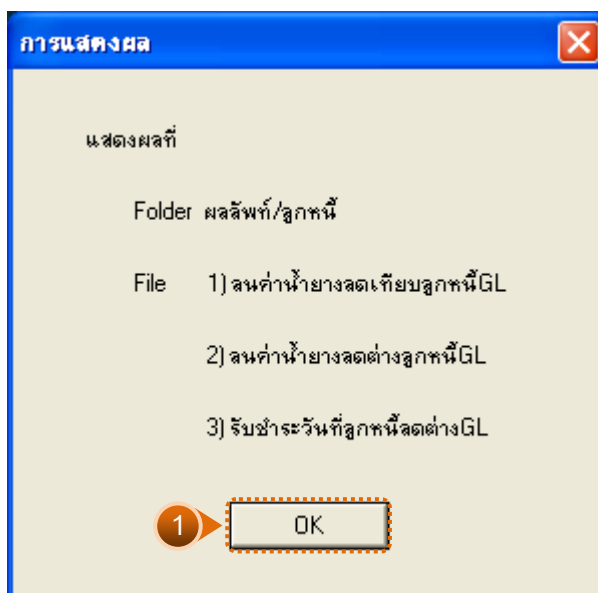 การแสดงผล
แสดงผลที่
Folder ผลลัพท์/ลูกหนี้
File 1) ลนค่าน้ำยางลดเทียบลูกหนี้GL
2) ลนค่าน้ำยางลดต่างลูกหนี้GL
3) รับชำระวันที่ลูกหนี้ลดต่างGL
1 OK